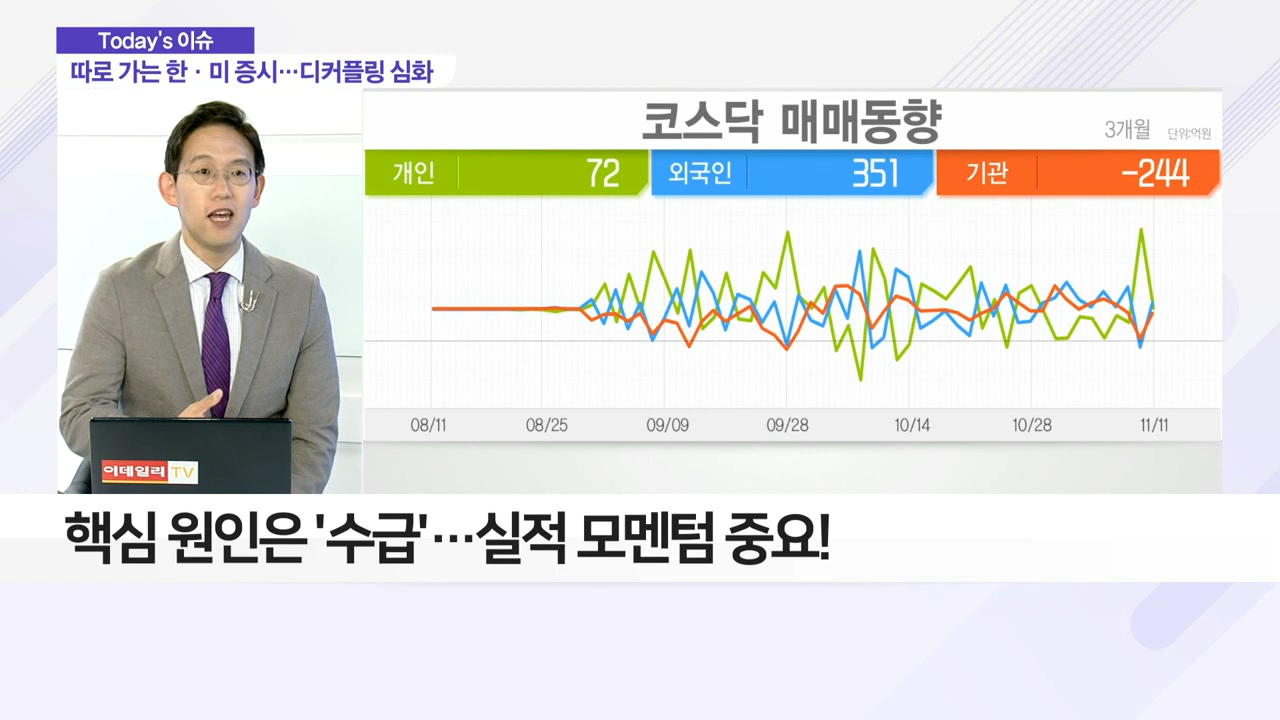 Today's 이슈
따로 가는 한·미 증시…디커플링 심화
코스닥 매매동향
3개월 단위:억원
개인 72 외국인 351 기관 -244
08/11 08/25 09/09 09/28 10/14 10/28 11/11
이데일리TV
핵심 원인은 '수급'…실적 모멘텀 중요!